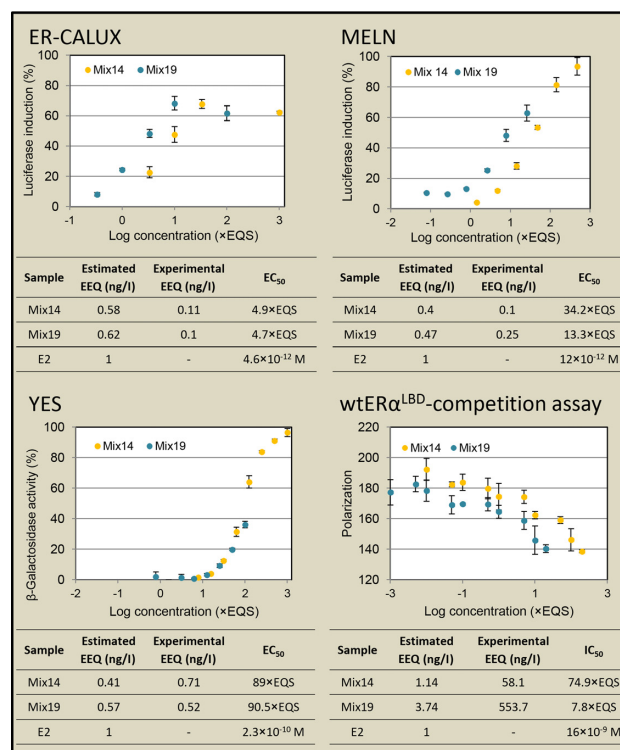 ER-CALUX
Mix14 Mix19
Luciferase induction (%)
100
80
60
40
20
0
-1 0 1 2 3
Log concentration (×EQS)
Sample Estimated EEQ (ng/l) Experimental EEQ (ng/l) EC50
Mix14 0.58 0.11 4.9×EQS
Mix19 0.62 0.1 4.7×EQS
E2 1 - 4.6×10-12 M
MELN
Mix 14 Mix 19
Luciferase induction (%)
100
80
60
40
20
0
-2 -1 0 1 2 3
Log concentration (×EQS)
Sample Estimated EEQ (ng/l) Experimental EEQ (ng/l) EC50
Mix14 0.4 0.1 34.2×EQS
Mix19 0.47 0.25 13.3×EQS
E2 1 - 12×10-12 M
YES
Mix14 Mix19
β-Galactosidase activity (%)
100
80
60
40
20
0
-2 -1 0 1 2 3
Log concentration (×EQS)
Sample Estimated EEQ (ng/l) Experimental EEQ (ng/l) EC50
Mix14 0.41 0.71 89×EQS
Mix19 0.57 0.52 90.5×EQS
E2 1 - 2.3×10-10 M
wtERαLBD-competition assay
Mix14
Mix19
Polarization
220
200
180
160
140
120
-3 -1 1 3
Log concentration (×EQS)
Sample Estimated EEQ (ng/l) Experimental EEQ (ng/l) IC50
Mix14 1.14 58.1 74.9×EQS
Mix19 3.74 553.7 7.8×EQS
E2 1 - 16×10-9 M